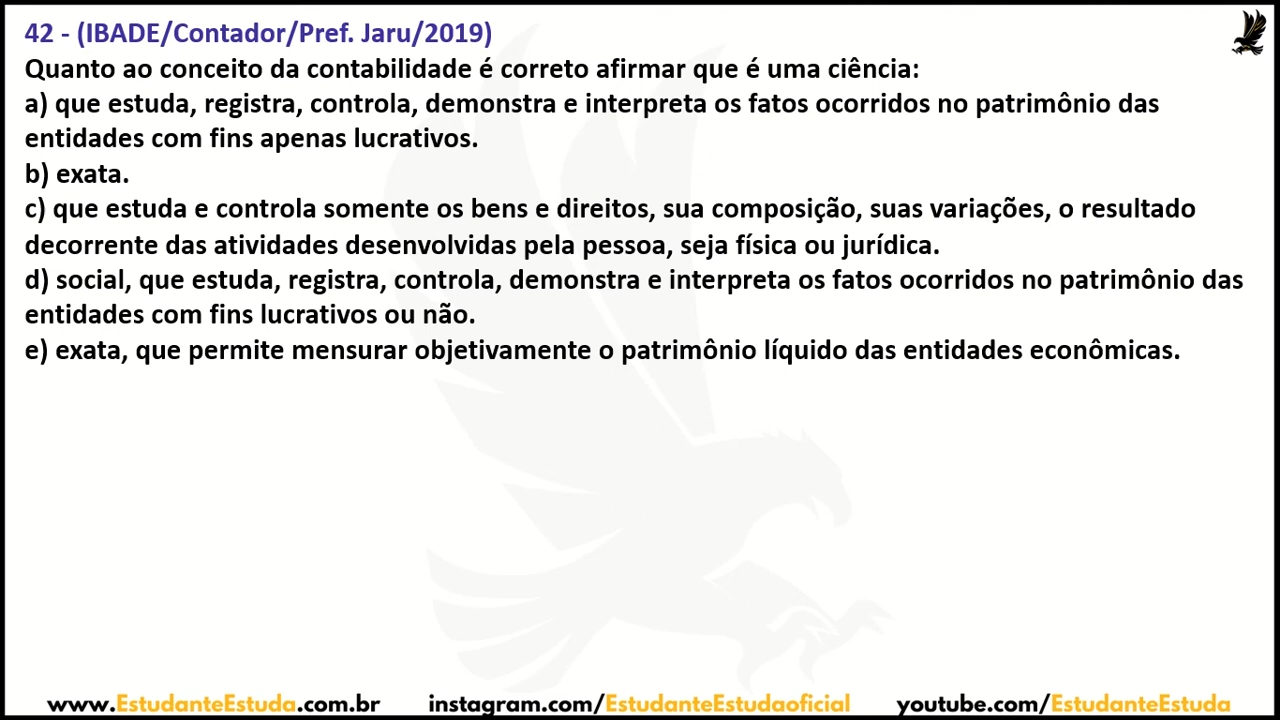 42 - (IBADE/Contador/Pref. Jaru/2019)
Quanto ao conceito da contabilidade é correto afirmar que é uma ciência:
a) que estuda, registra, controla, demonstra e interpreta os fatos ocorridos no patrimônio das
entidades com fins apenas lucrativos.
b) exata.
c) que estuda e controla somente os bens e direitos, sua composição, suas variações, o resultado
decorrente das atividades desenvolvidas pela pessoa, seja física ou jurídica.
d) social, que estuda, registra, controla, demonstra e interpreta os fatos ocorridos no patrimônio das
entidades com fins lucrativos ou não.
e) exata, que permite mensurar objetivamente o patrimônio líquido das entidades econômicas.
www.EstudanteEstuda.com.br instagram.com/EstudanteEstudaoficial youtube.com/EstudanteEstuda